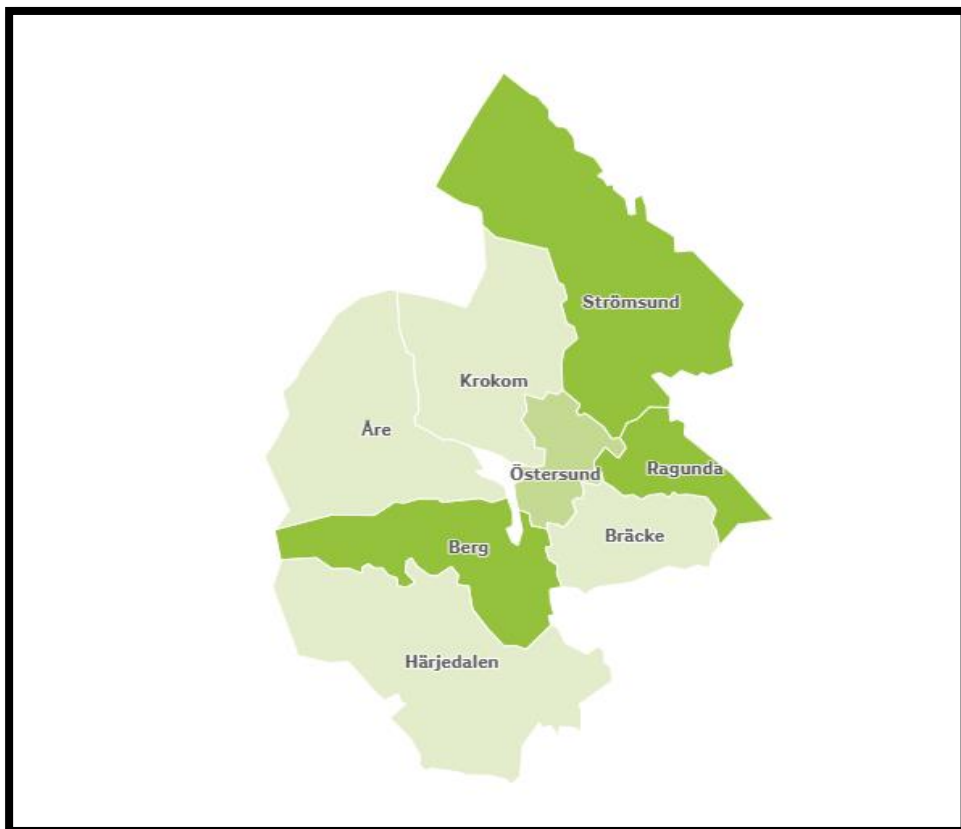 Strömsund
Krokom
Åre
Ragunda
Östersund
Bräcke
Berg
Härjedalen